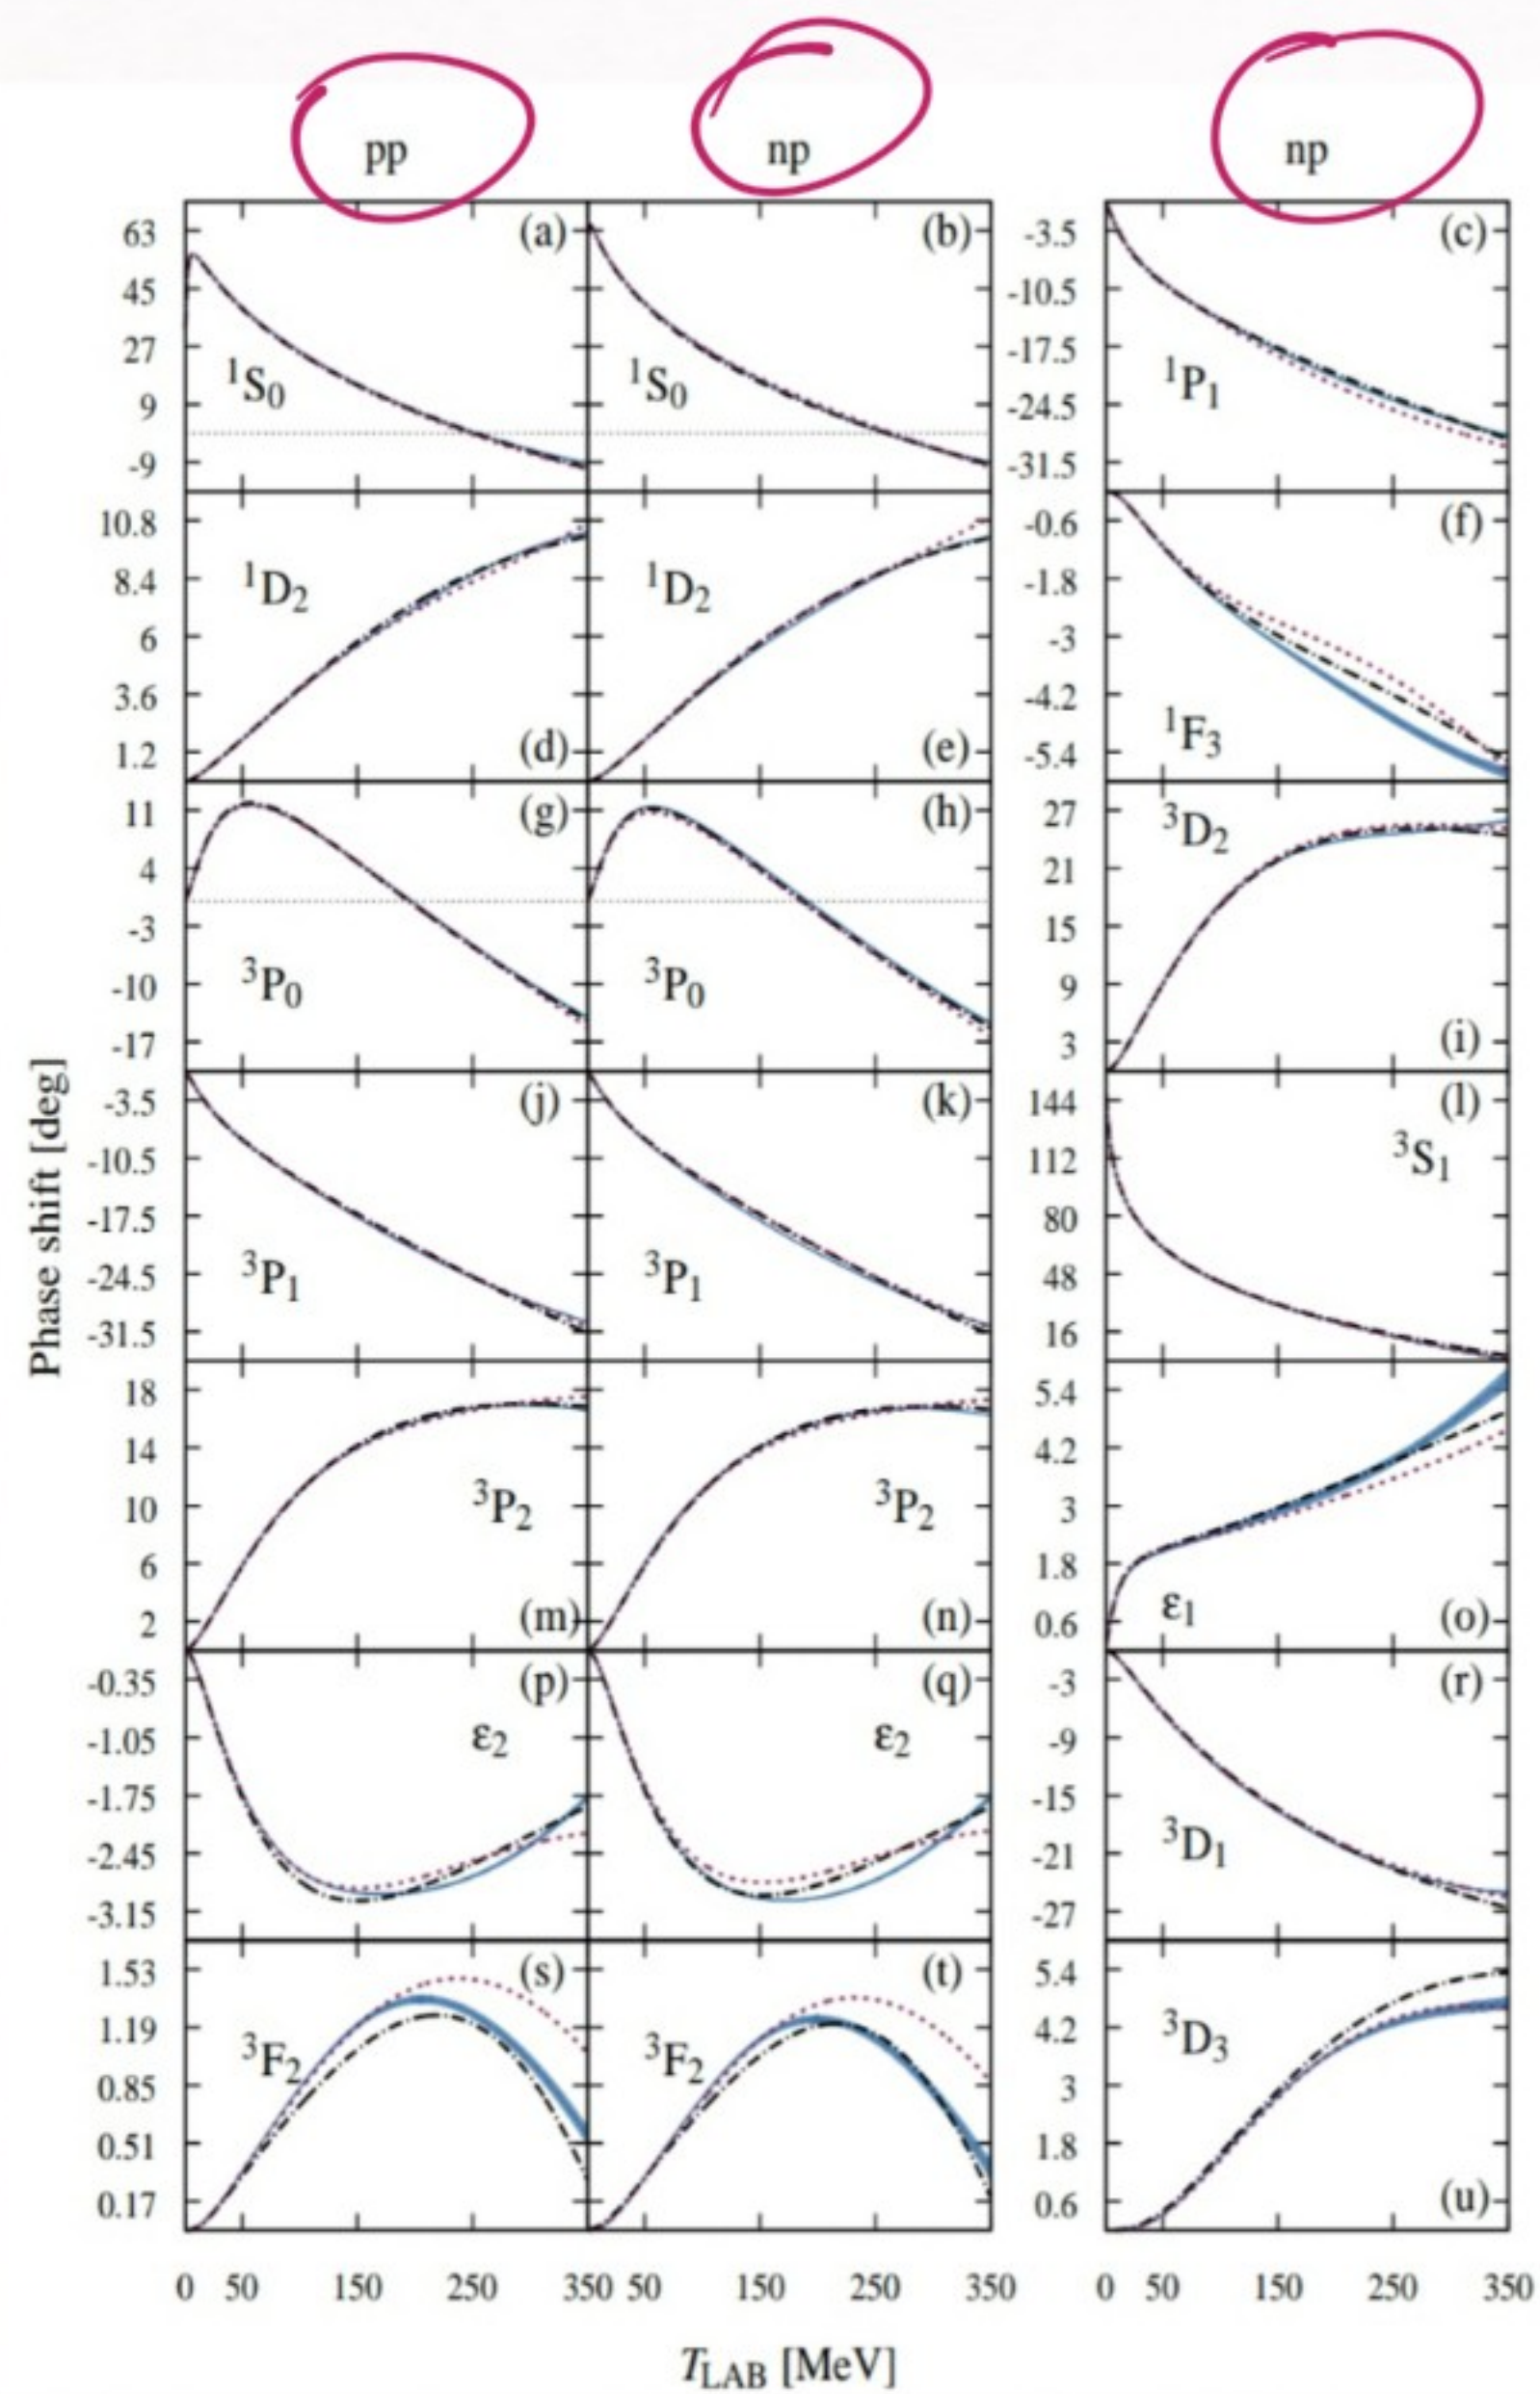 pp np np
63 (a) (b) -3.5 (c)
45 -10.5
27 ¹S₀ ¹S₀ -17.5 ¹P₁
9 -24.5
-9 -31.5
10.8 -0.6 (f)
8.4 ¹D₂ ¹D₂ -1.8
6 -3
3.6 -4.2
1.2 (d) (e) -5.4 ¹F₃
11 (g) (h) 27 ³D₂
4 21
-3 15
-10 ³P₀ ³P₀ 9
-17 3 (i)
-3.5 (j) (k) 144 (l)
-10.5 112 ³S₁
-17.5 80
-24.5 ³P₁ ³P₁ 48
-31.5 16
18 5.4
14 4.2
10 ³P₂ ³P₂ 3
6 1.8
2 (m) (n) 0.6 ε₁ (o)
-0.35 (p) (q) -3 (r)
-1.05 ε₂ ε₂ -9
-1.75 -15
-2.45 -21 ³D₁
-3.15 -27
1.53 (s) (t) 5.4
1.19 ³F₂ ³F₂ 4.2 ³D₃
0.85 3
0.51 1.8
0.17 0.6 (u)
0 50 150 250 350 50 150 250 350 0 50 150 250 350
T_LAB [MeV]
Phase shift [deg]